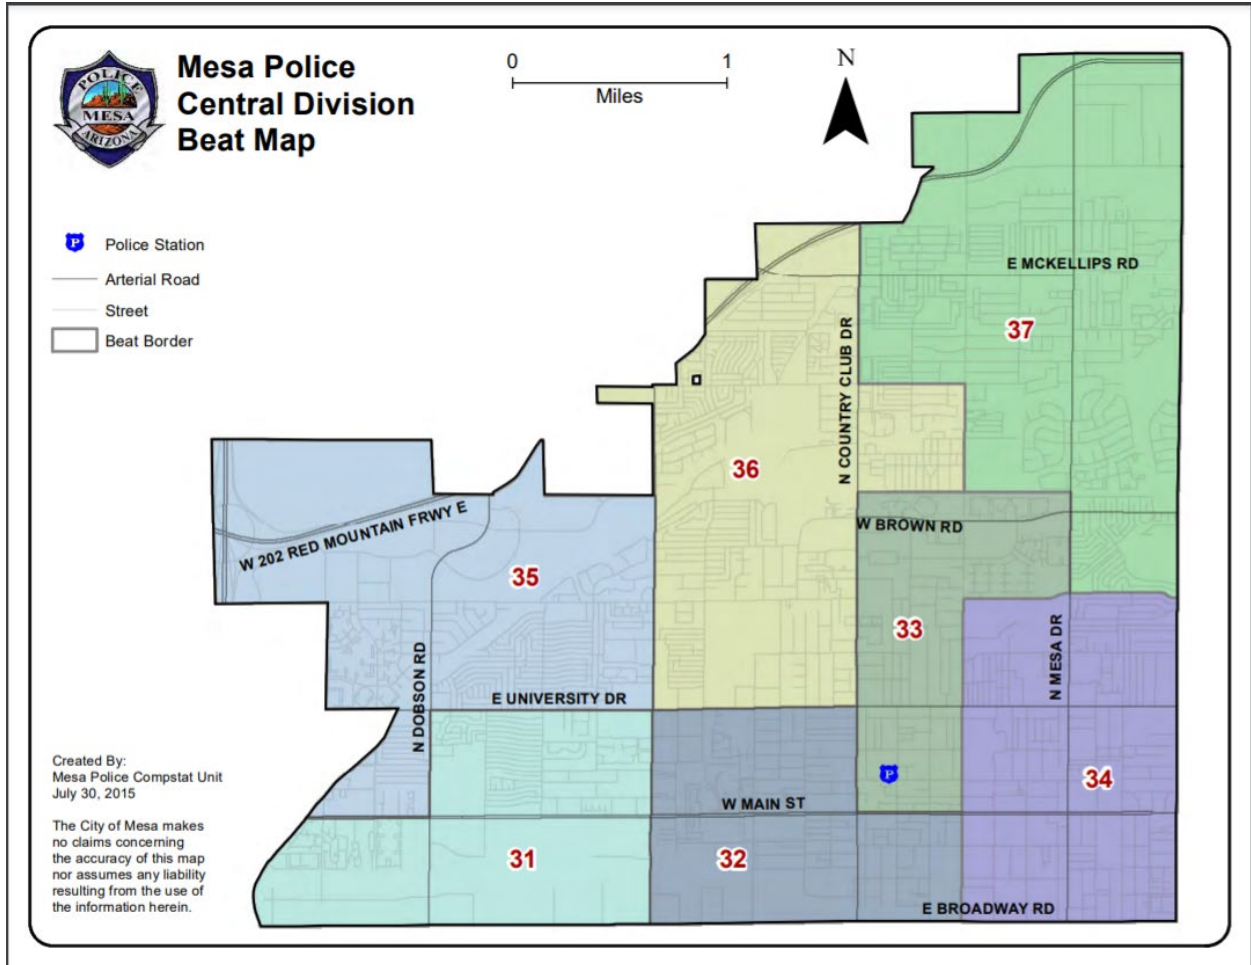 Mesa Police
Central Division
Beat Map
POLICE
MESA
ARIZONA
0
1
Miles
N
P
Police Station
Arterial Road
Street
Beat Border
E MCKELLIPS RD
37
N COUNTRY CLUB DR
36
W BROWN RD
W 202 RED MOUNTAIN FRWY E
35
33
N MESA DR
N DOBSON RD
E UNIVERSITY DR
P
34
W MAIN ST
31
32
E BROADWAY RD
Created By:
Mesa Police Compstat Unit
July 30, 2015
The City of Mesa makes
no claims concerning
the accuracy of this map
nor assumes any liability
resulting from the use of
the information herein.